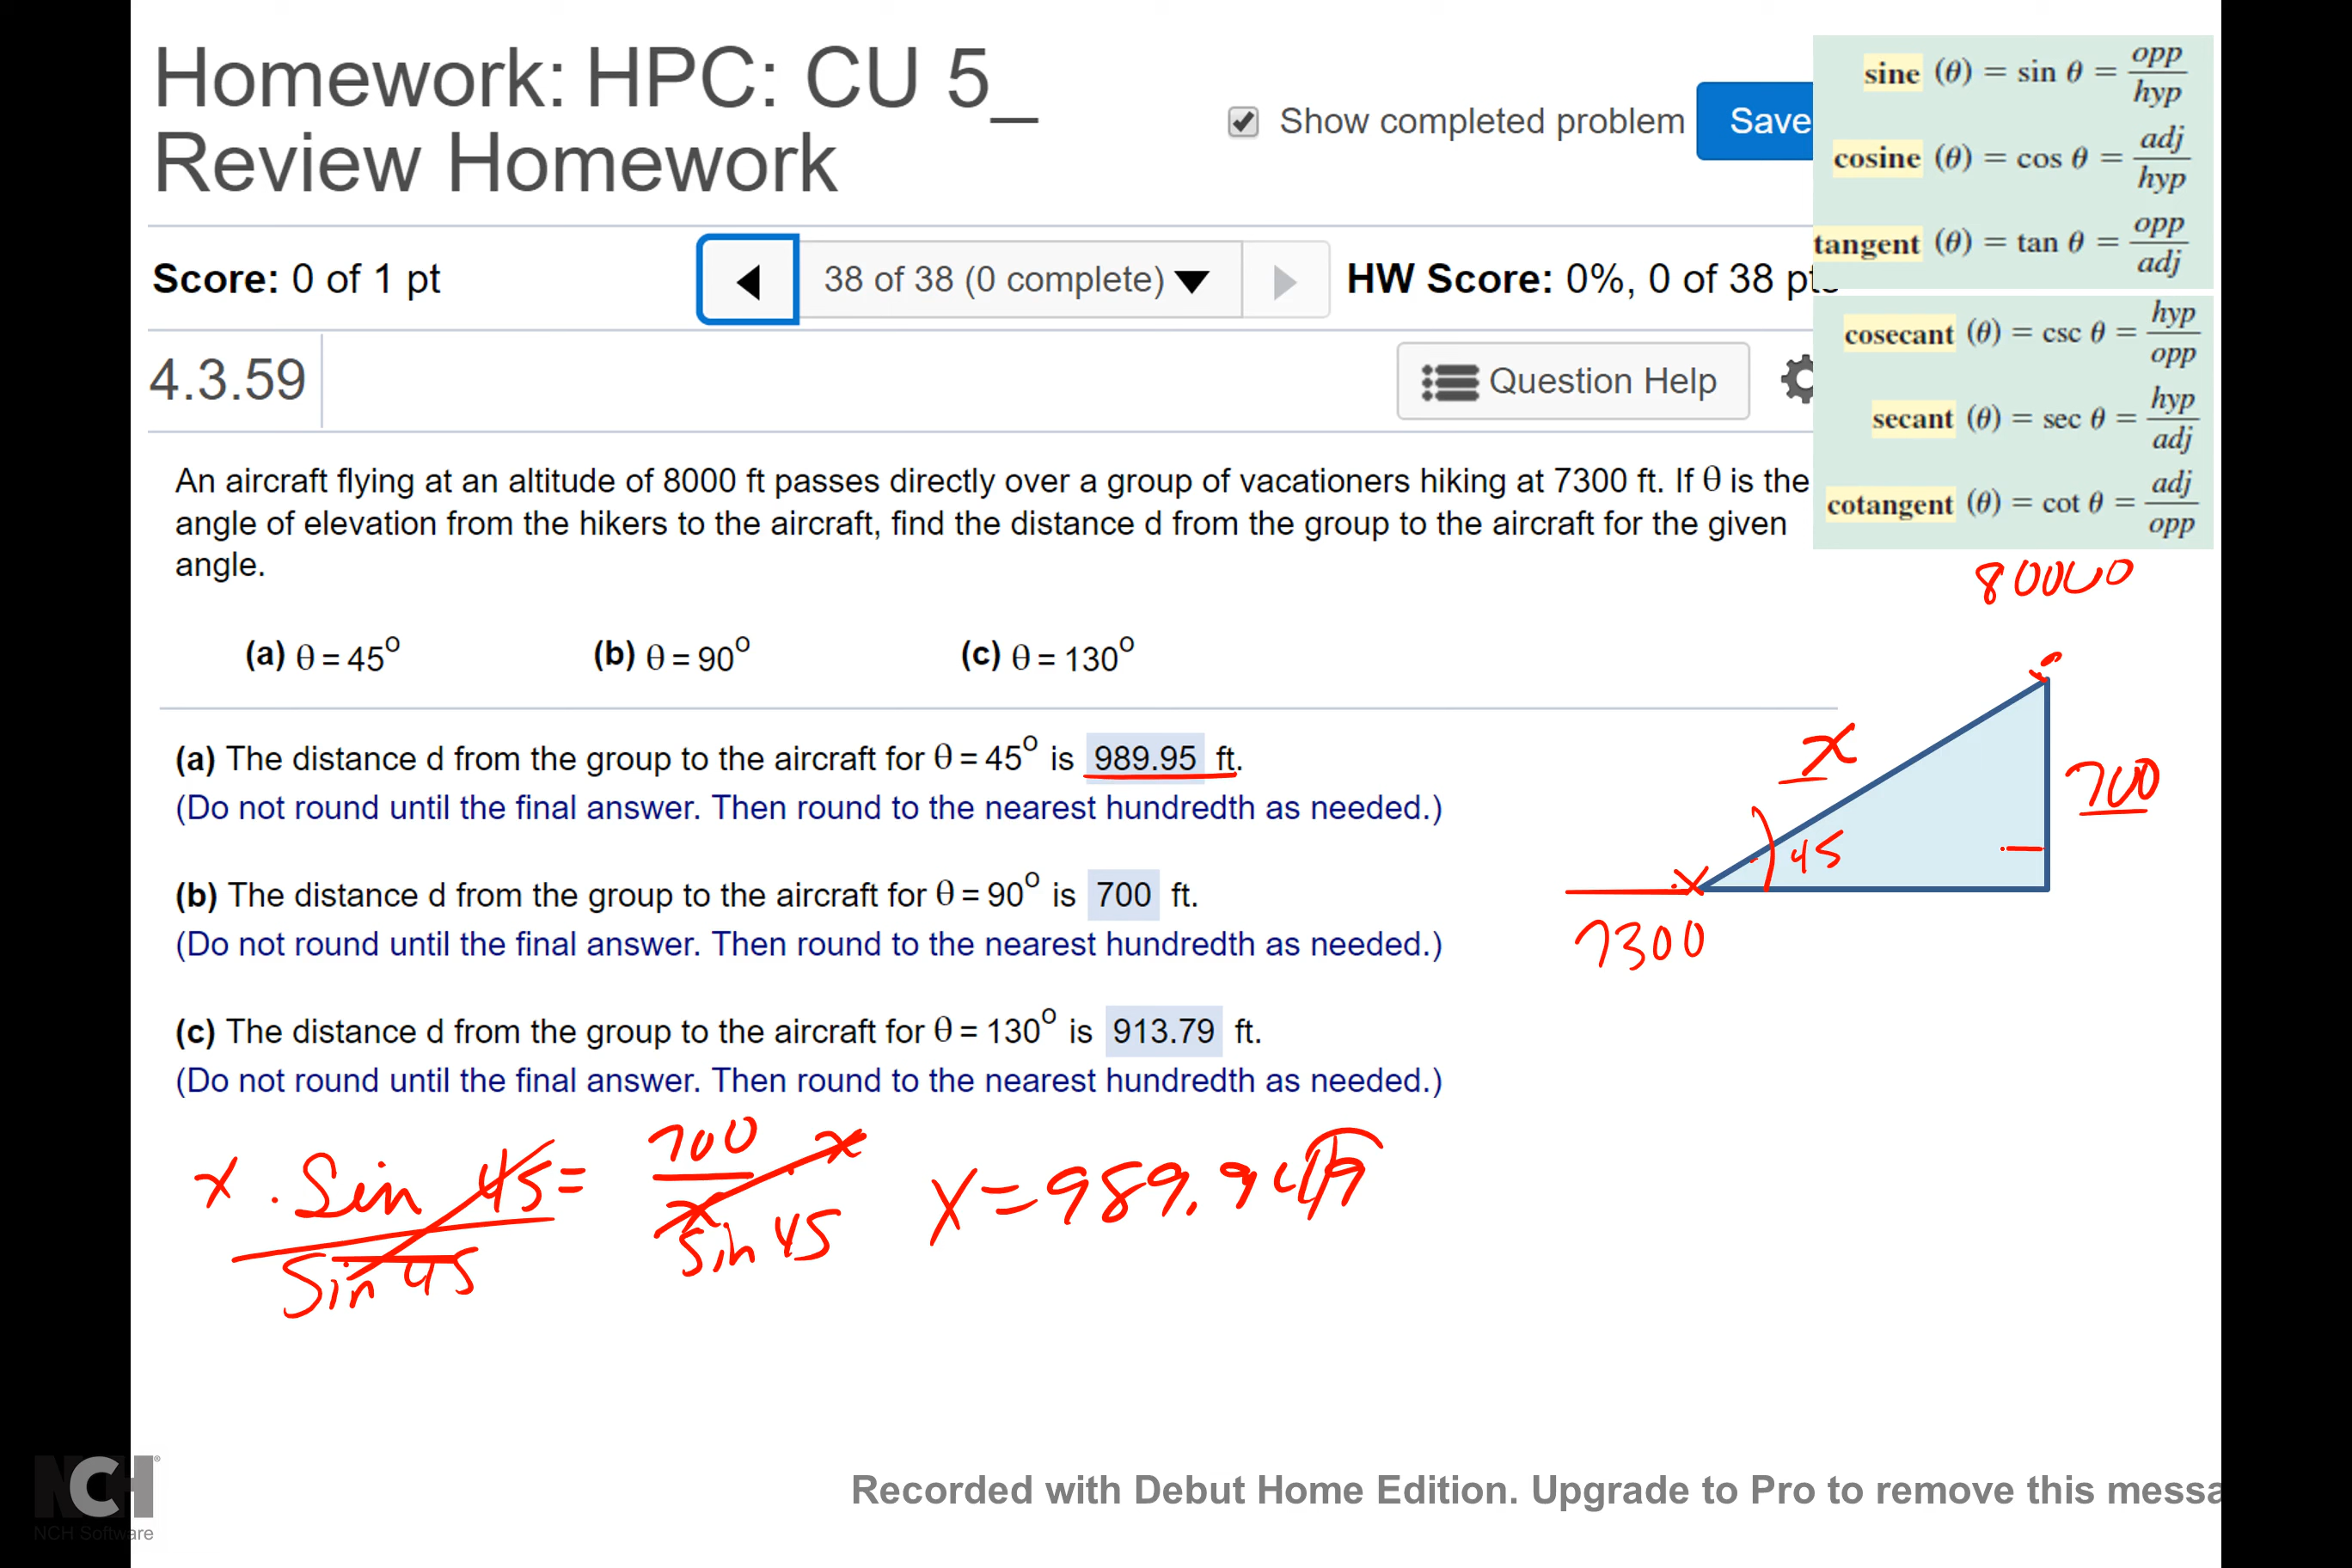 Homework: HPC: CU 5_
Review Homework
Show completed problem
Save
Score: 0 of 1 pt
38 of 38 (0 complete)
HW Score: 0%, 0 of 38 pts
4.3.59
Question Help
sine (θ) = sin θ = opp/hyp
cosine (θ) = cos θ = adj/hyp
tangent (θ) = tan θ = opp/adj
cosecant (θ) = csc θ = hyp/opp
secant (θ) = sec θ = hyp/adj
cotangent (θ) = cot θ = adj/opp
An aircraft flying at an altitude of 8000 ft passes directly over a group of vacationers hiking at 7300 ft. If θ is the
angle of elevation from the hikers to the aircraft, find the distance d from the group to the aircraft for the given
angle.
(a) θ = 45° (b) θ = 90° (c) θ = 130°
(a) The distance d from the group to the aircraft for θ = 45° is 989.95 ft.
(Do not round until the final answer. Then round to the nearest hundredth as needed.)
(b) The distance d from the group to the aircraft for θ = 90° is 700 ft.
(Do not round until the final answer. Then round to the nearest hundredth as needed.)
(c) The distance d from the group to the aircraft for θ = 130° is 913.79 ft.
(Do not round until the final answer. Then round to the nearest hundredth as needed.)
80000
x
700
45
7300
x · Sin 45 = 700/x · x
Sin 45 sin 45
x = 989.949
NCH
NCH Software
Recorded with Debut Home Edition. Upgrade to Pro to remove this messa